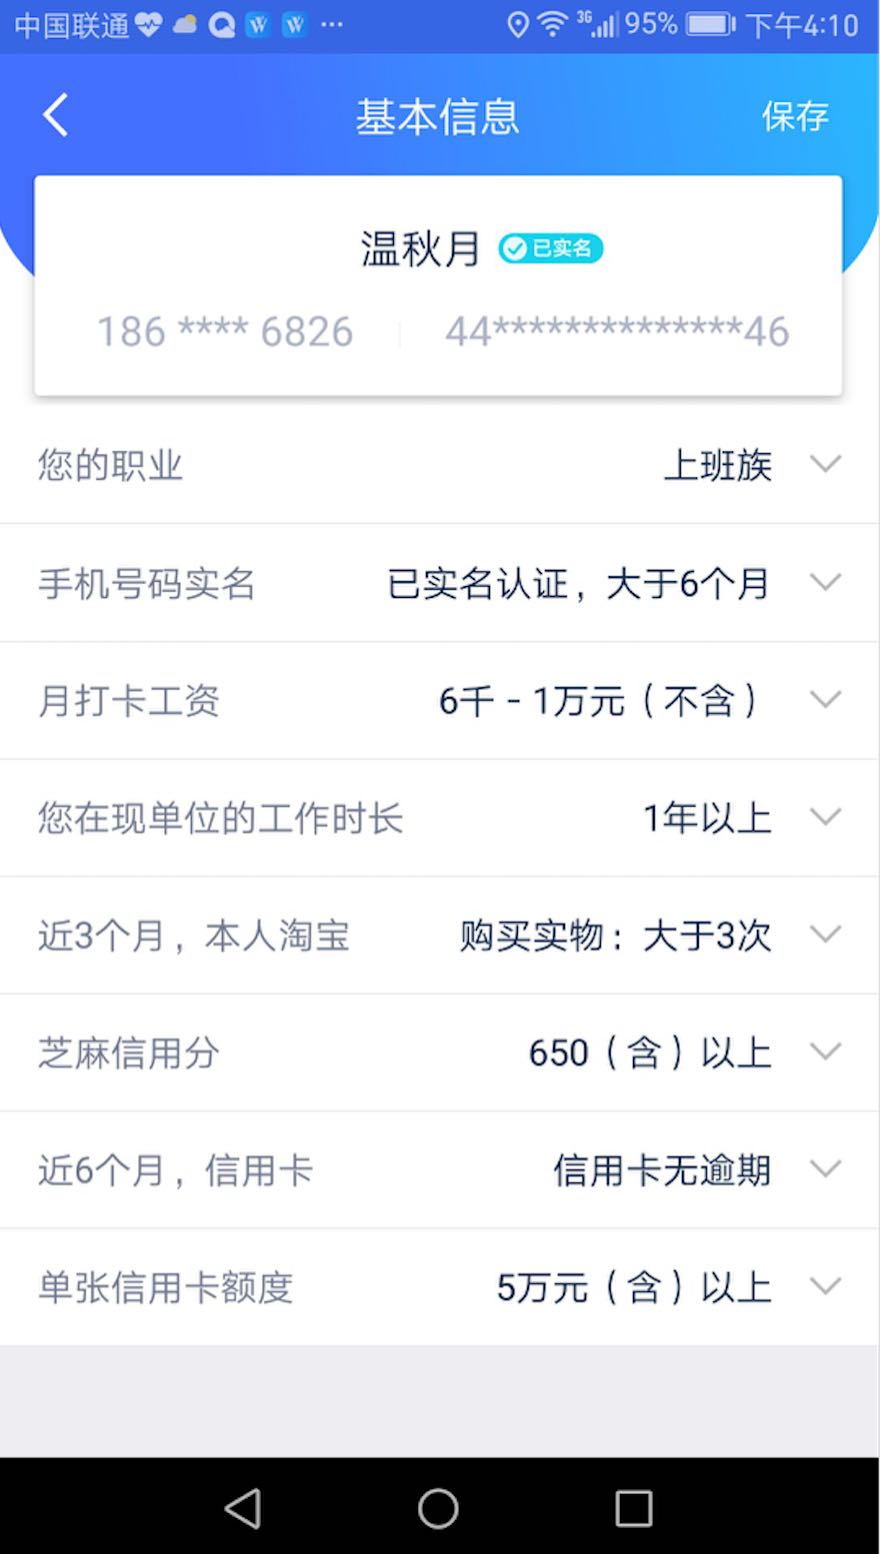 中国联通 ... 3G 95% 下午4:10
基本信息 保存
温秋月 已实名
186 **** 6826 44**************46
您的职业 上班族
手机号码实名 已实名认证，大于6个月
月打卡工资 6千 - 1万元（不含）
您在现单位的工作时长 1年以上
近3个月，本人淘宝 购买实物：大于3次
芝麻信用分 650（含）以上
近6个月，信用卡 信用卡无逾期
单张信用卡额度 5万元（含）以上